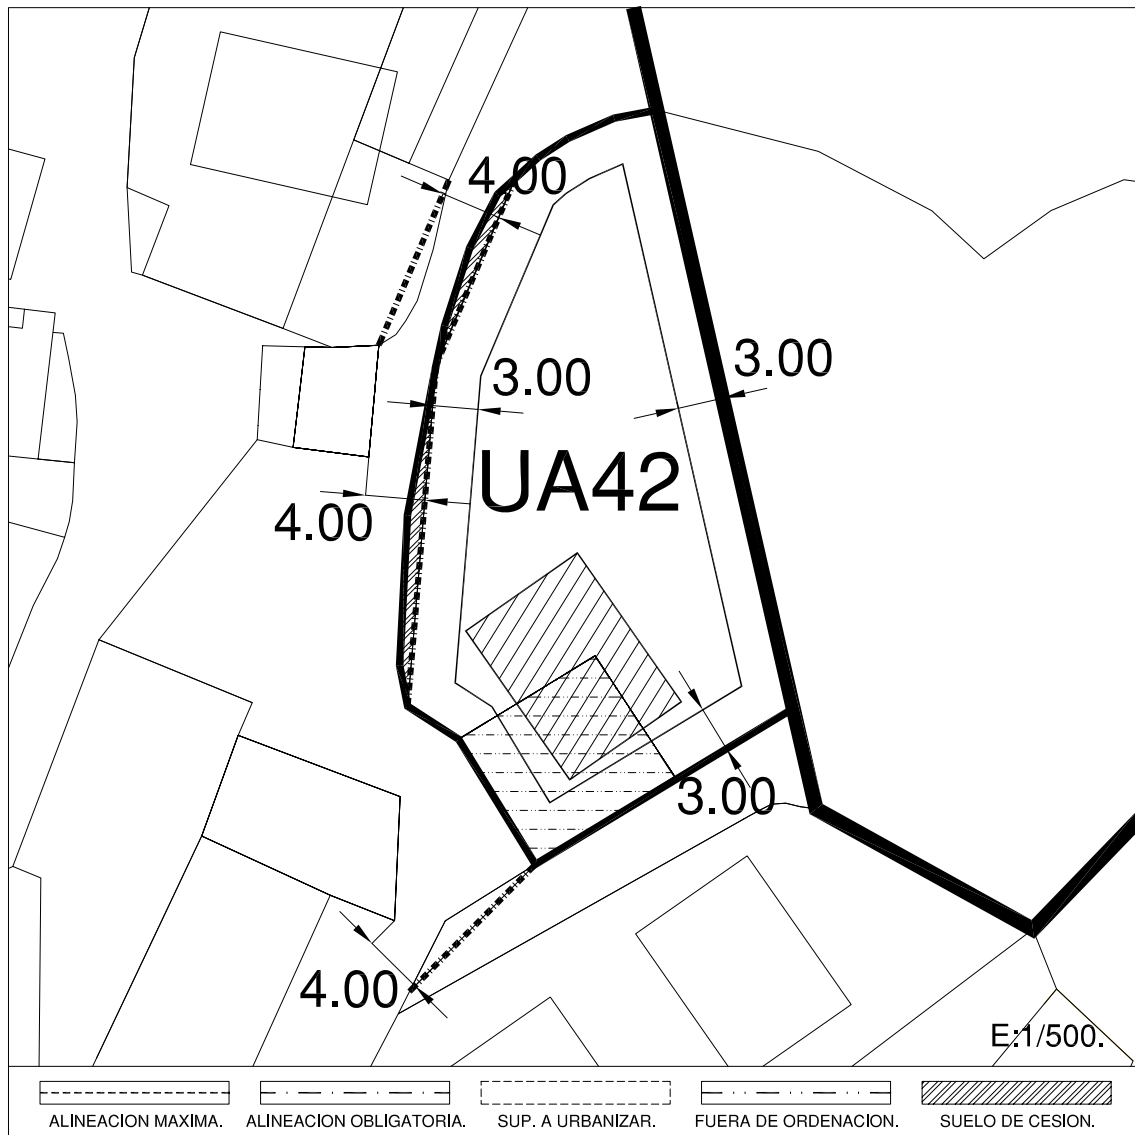 4.00
3.00
3.00
UA42
4.00
3.00
4.00
E:1/500.
ALINEACION MAXIMA.
ALINEACION OBLIGATORIA.
SUP. A URBANIZAR.
FUERA DE ORDENACION.
SUELO DE CESION.